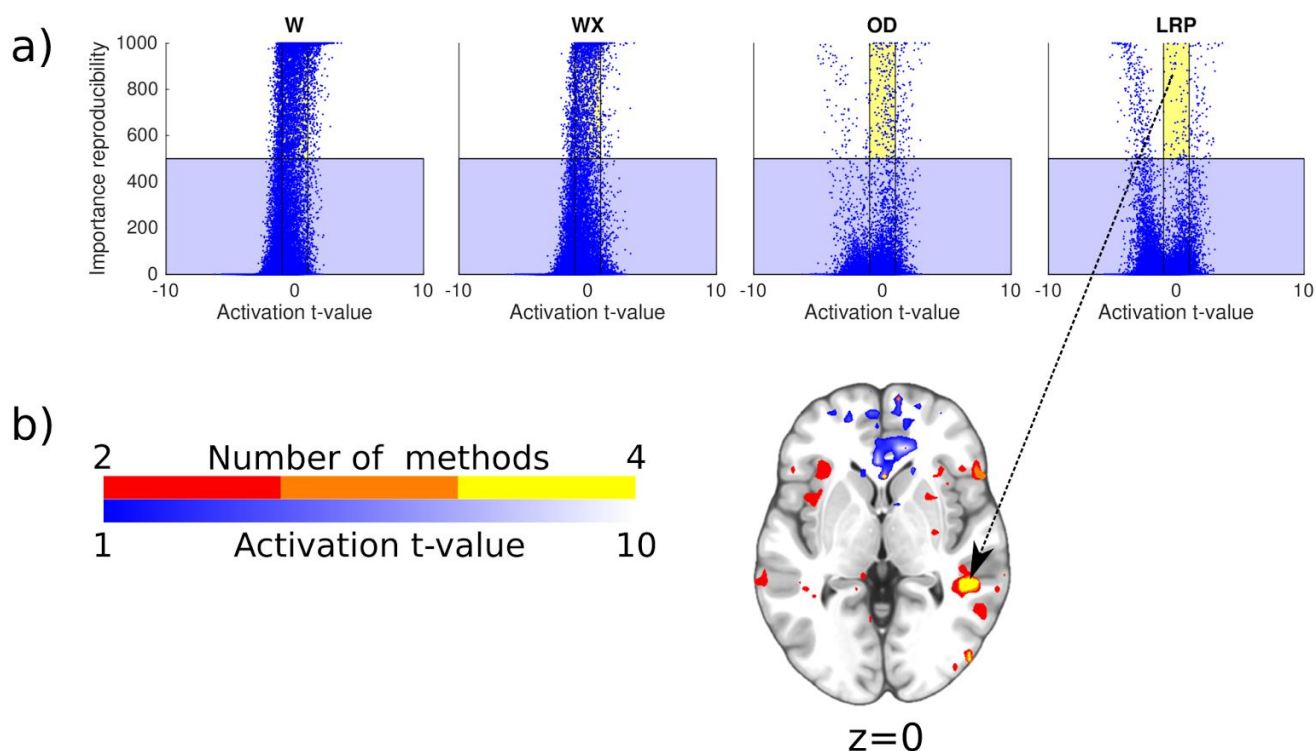 a)
W WX OD LRP
Importance reproducibility
1000
800
600
400
200
0
-10 0 10 -10 0 10 -10 0 10 -10 0 10
Activation t-value Activation t-value Activation t-value Activation t-value
b)
2 Number of methods 4
1 Activation t-value 10
z=0